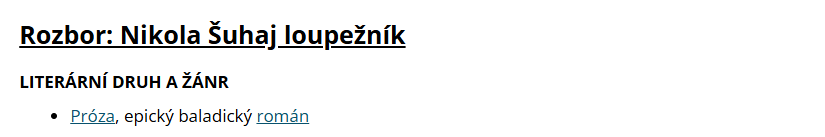 Rozbor: Nikola Šuhaj loupežník
LITERÁRNÍ DRUH A ŽÁNR
• Próza, epický baladický román